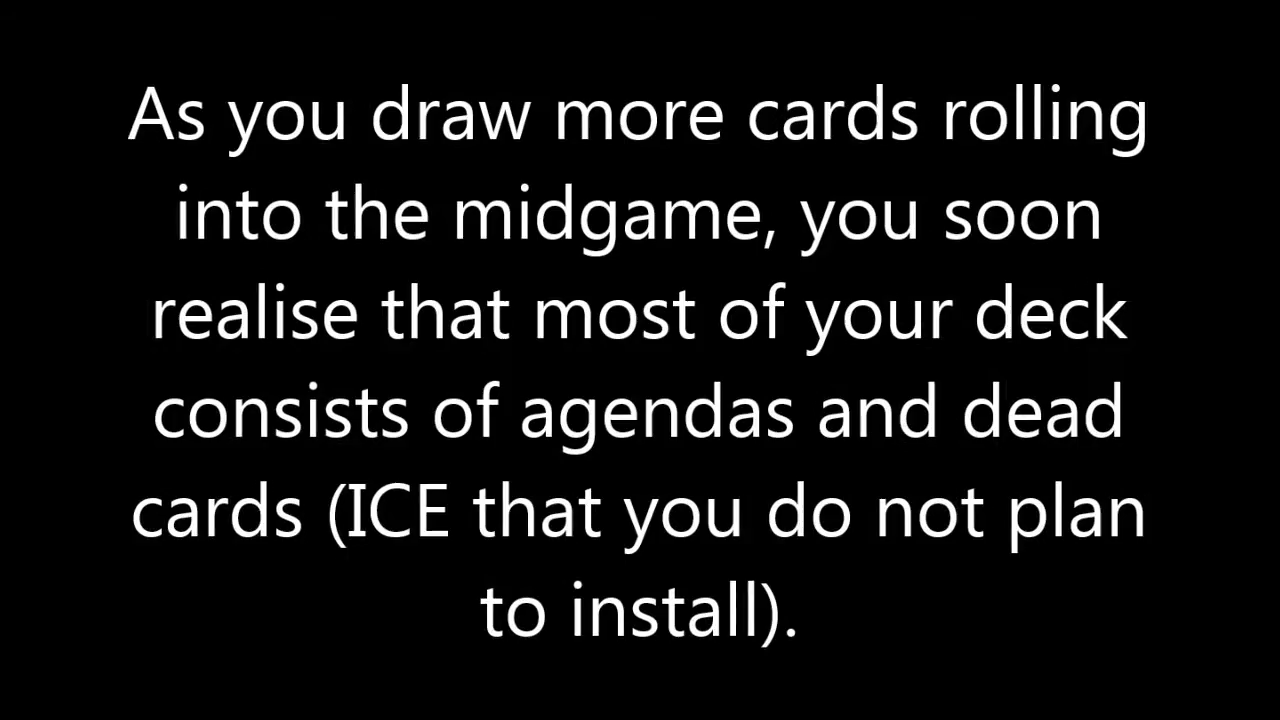 As you draw more cards rolling
into the midgame, you soon
realise that most of your deck
consists of agendas and dead
cards (ICE that you do not plan
to install).